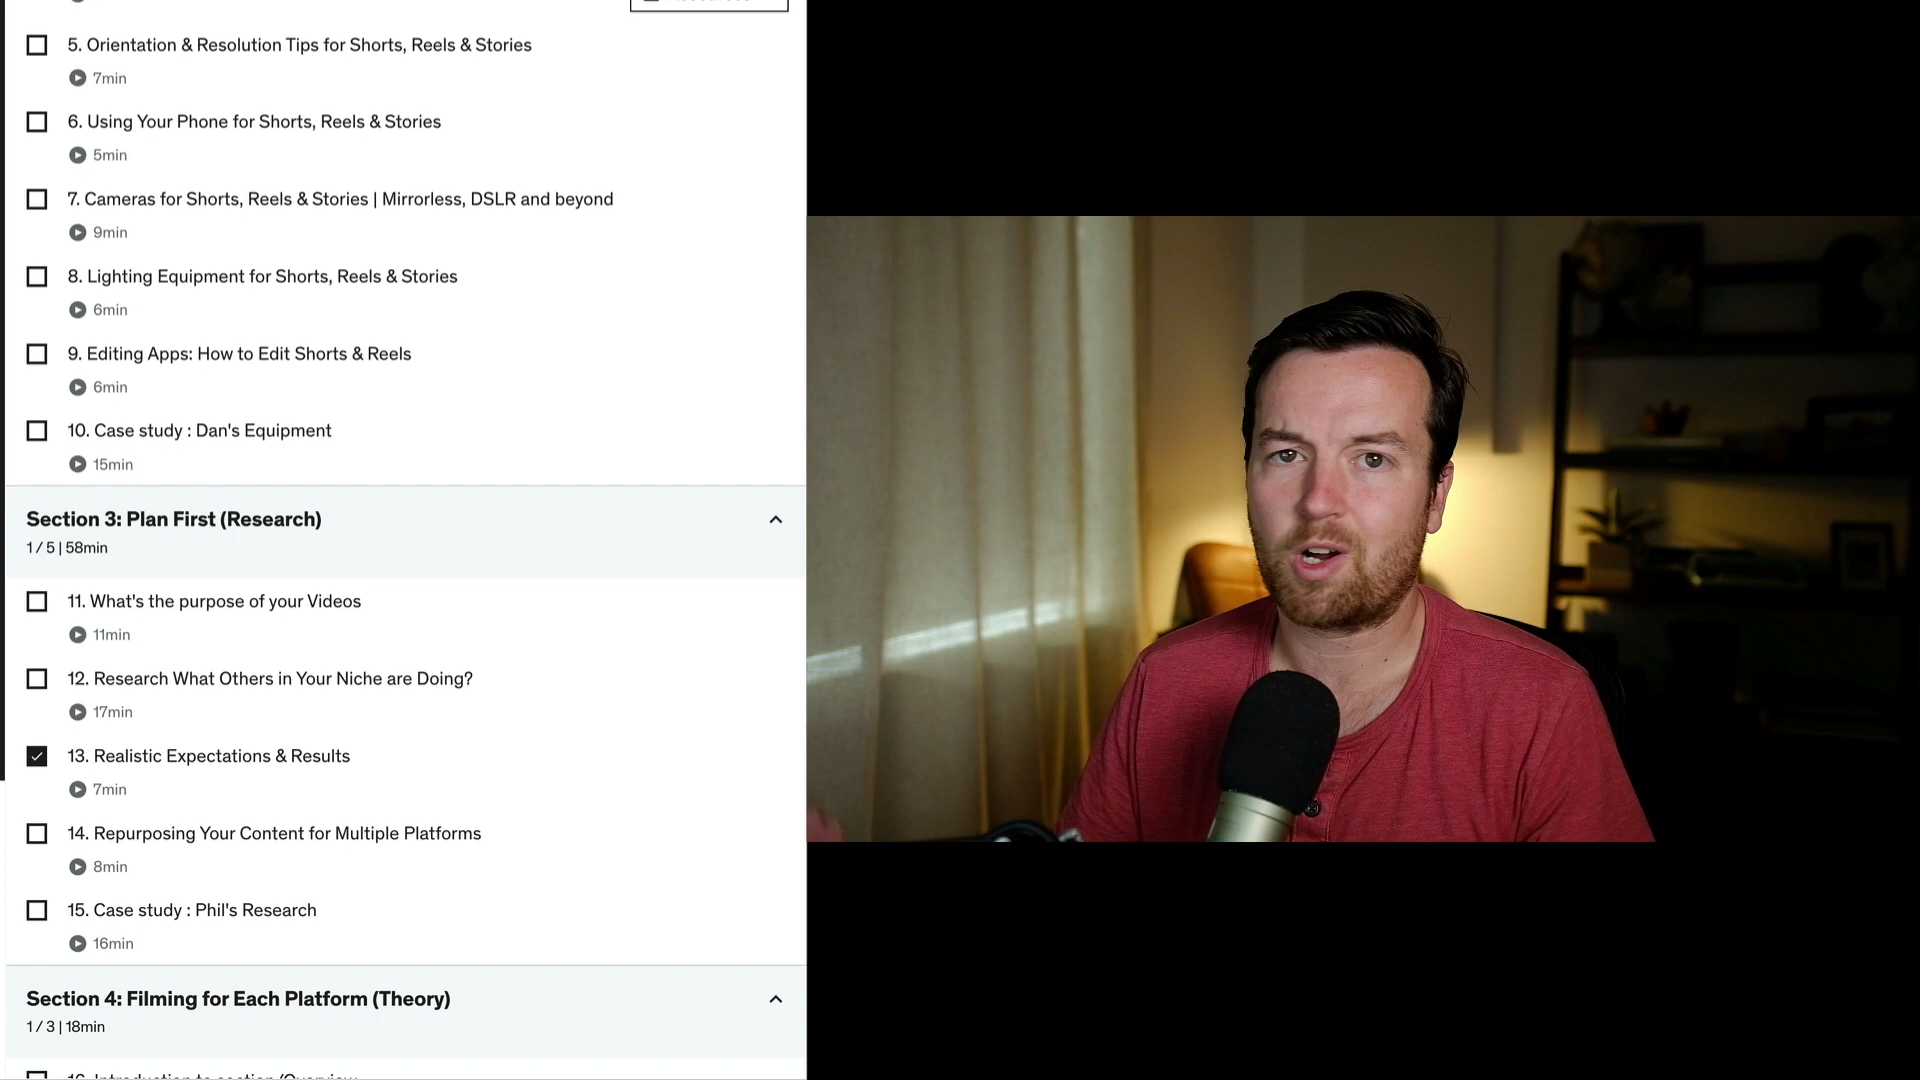 5. Orientation & Resolution Tips for Shorts, Reels & Stories
7min
6. Using Your Phone for Shorts, Reels & Stories
5min
7. Cameras for Shorts, Reels & Stories | Mirrorless, DSLR and beyond
9min
8. Lighting Equipment for Shorts, Reels & Stories
6min
9. Editing Apps: How to Edit Shorts & Reels
6min
10. Case study : Dan's Equipment
15min
Section 3: Plan First (Research)
1 / 5 | 58min
11. What's the purpose of your Videos
11min
12. Research What Others in Your Niche are Doing?
17min
13. Realistic Expectations & Results
7min
14. Repurposing Your Content for Multiple Platforms
8min
15. Case study : Phil's Research
16min
Section 4: Filming for Each Platform (Theory)
1 / 3 | 18min